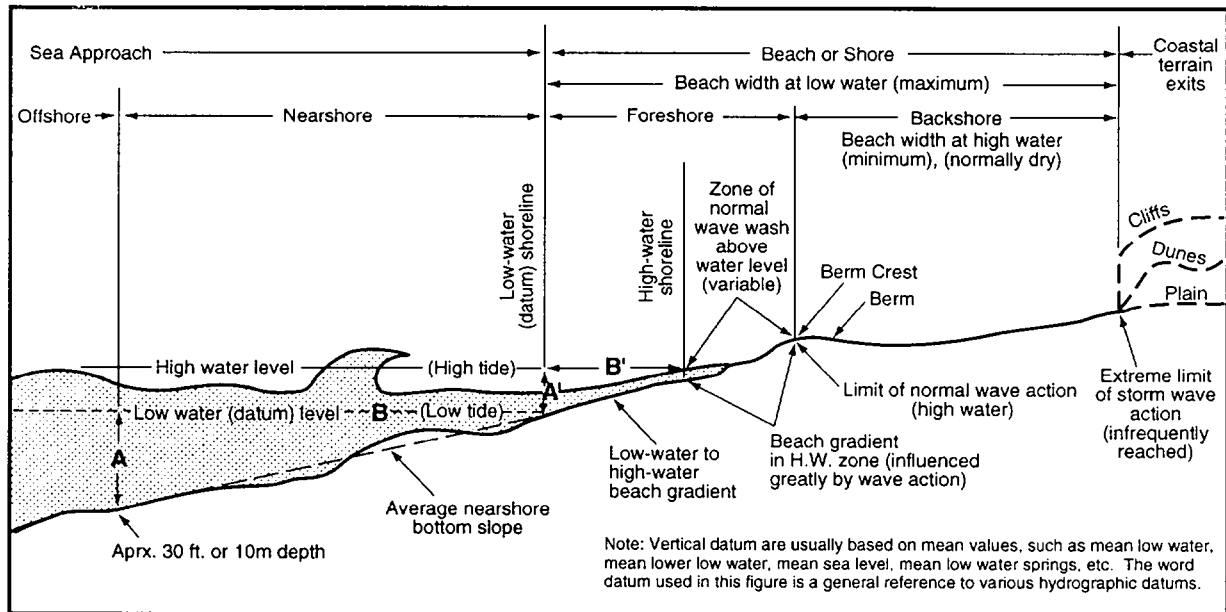 Sea Approach
Beach or Shore
Coastal
terrain
exits
Beach width at low water (maximum)
Offshore
Nearshore
Foreshore
Backshore
Beach width at high water
(minimum), (normally dry)
Low-water
(datum) shoreline
High-water
shoreline
Zone of
normal
wave wash
above
water level
(variable)
Berm Crest
Berm
Cliffs
Dunes
Plain
High water level
(High tide)
B'
A'
Low water (datum) level
B
(Low tide)
A
Limit of normal wave action
(high water)
Extreme limit
of storm wave
action
(infrequently
reached)
Low-water to
high-water
beach gradient
Beach gradient
in H.W. zone (influenced
greatly by wave action)
Average nearshore
bottom slope
Aprx. 30 ft. or 10m depth
Note: Vertical datum are usually based on mean values, such as mean low water,
mean lower low water, mean sea level, mean low water springs, etc. The word
datum used in this figure is a general reference to various hydrographic datums.